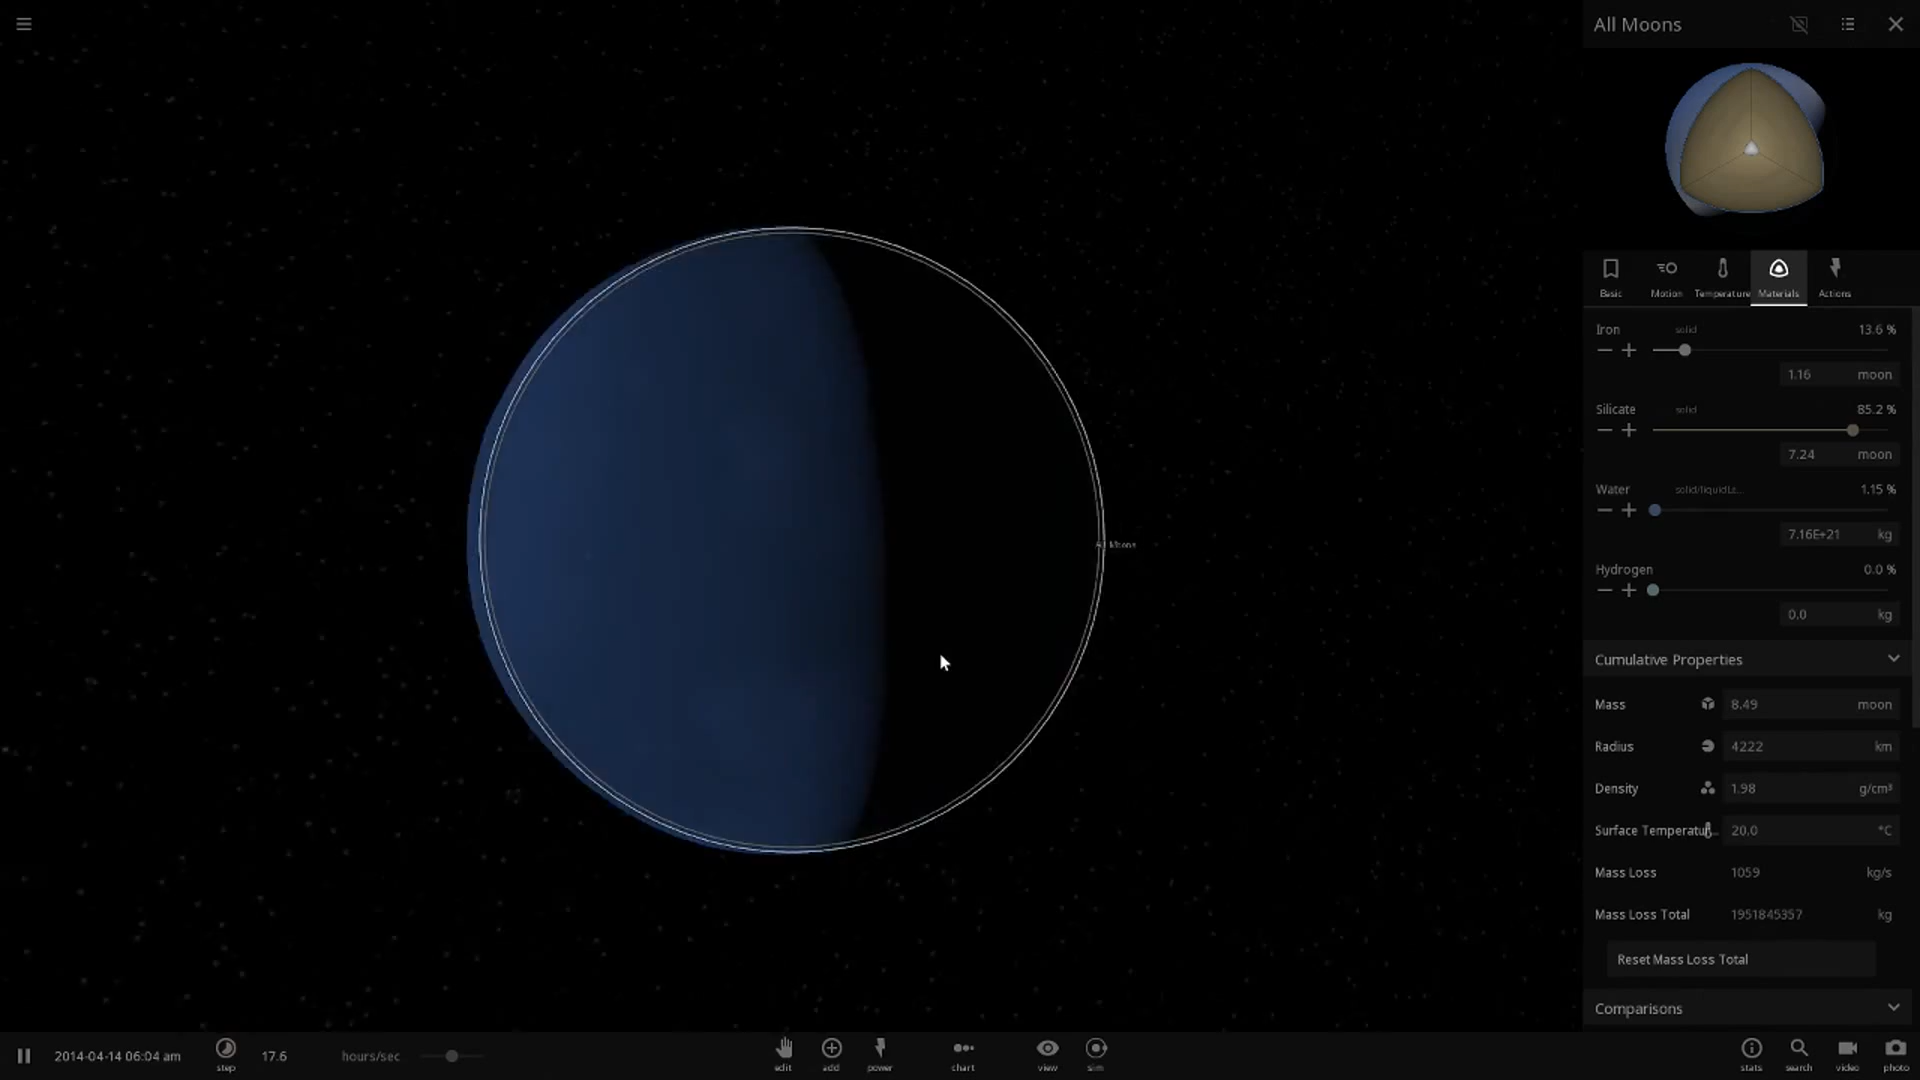 All Moons
Basic
Motion
Temperature
Materials
Actions
Iron solid 13.6 %
1.16 moon
Silicate solid 85.2 %
7.24 moon
Water solid/liquid... 1.15 %
7.16E+21 kg
Hydrogen 0.0 %
0.0 kg
Cumulative Properties
Mass 8.49 moon
Radius 4222 km
Density 1.98 g/cm³
Surface Temperatur... 20.0 °C
Mass Loss 1059 kg/s
Mass Loss Total 1951845357 kg
Reset Mass Loss Total
Comparisons
All Moons
2014-04-14 06:04 am
step
17.6 hours/sec
edit
add
power
chart
view
sim
stats
search
video
photo